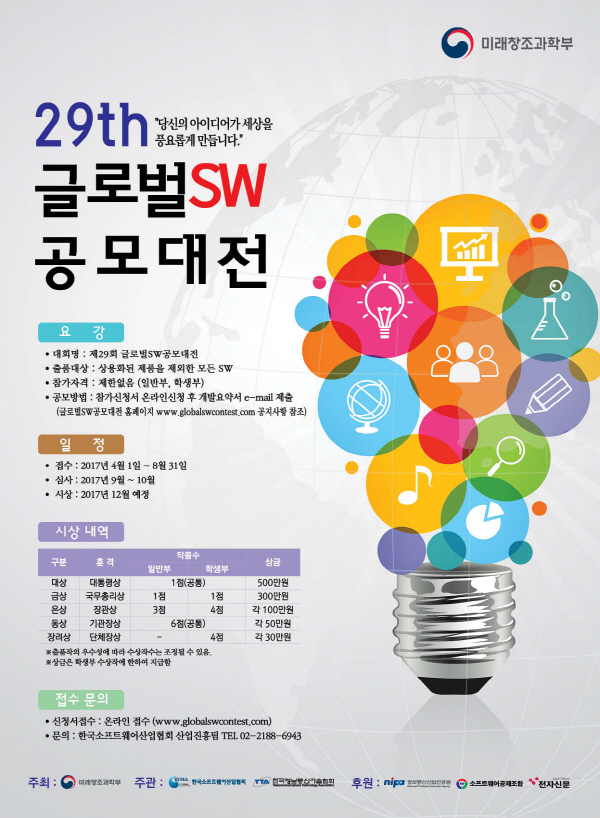 미래창조과학부
29th
"당신의 아이디어가 세상을
풍요롭게 만듭니다."
글로벌SW
공모대전
요 강
• 대회명 : 제29회 글로벌SW공모대전
• 출품대상 : 상용화된 제품을 제외한 모든 SW
• 참가자격 : 제한없음 (일반부, 학생부)
• 공모방법 : 참가신청서 온라인신청 후 개발요약서 e-mail 제출
(글로벌SW공모대전 홈페이지 www.globalswcontest.com 공지사항 참조)
일 정
• 접수 : 2017년 4월 1일 ~ 8월 31일
• 심사 : 2017년 9월 ~ 10월
• 시상 : 2017년 12월 예정
시상 내역
구분 훈 격 작품수 상금
일반부 학생부
대상 대통령상 1점(공통) 500만원
금상 국무총리상 1점 1점 300만원
은상 장관상 3점 4점 각 100만원
동상 기관장상 6점(공통) 각 50만원
장려상 단체장상 - 4점 각 30만원
※출품작의 우수성에 따라 수상작수는 조정될 수 있음.
※상금은 학생부 수상작에 한하여 지급함
접수 문의
• 신청서접수 : 온라인 접수 (www.globalswcontest.com)
• 문의 : 한국소프트웨어산업협회 산업진흥팀 TEL 02-2188-6943
주최 : 미래창조과학부 주관 : 한국소프트웨어산업협회 TTA 한국정보통신기술협회 후원 : nipa 정보통신산업진흥원 소프트웨어공제조합 전자신문